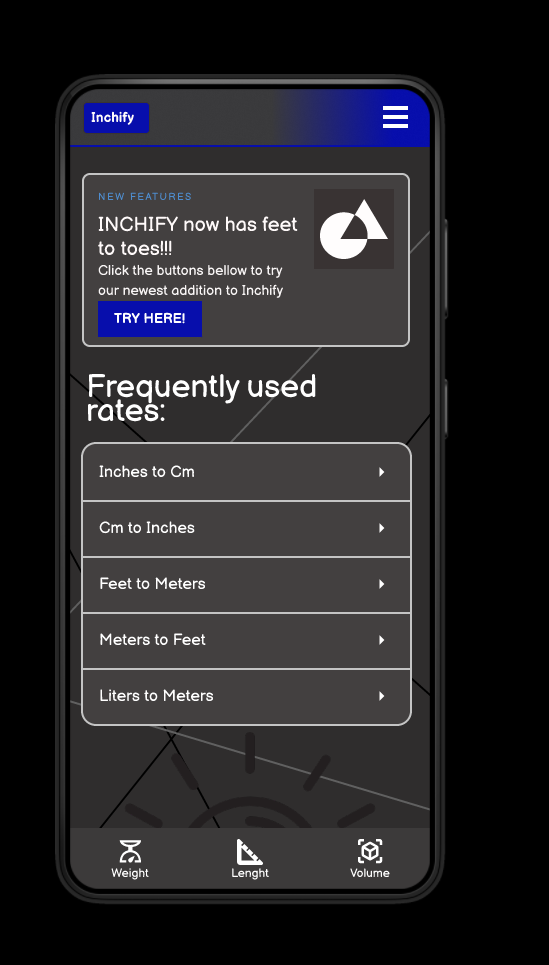 Inchify
NEW FEATURES
INCHIFY now has feet
to toes!!!
Click the buttons bellow to try
our newest addition to Inchify
TRY HERE!
Frequently used
rates:
Inches to Cm
Cm to Inches
Feet to Meters
Meters to Feet
Liters to Meters
Weight
Lenght
Volume